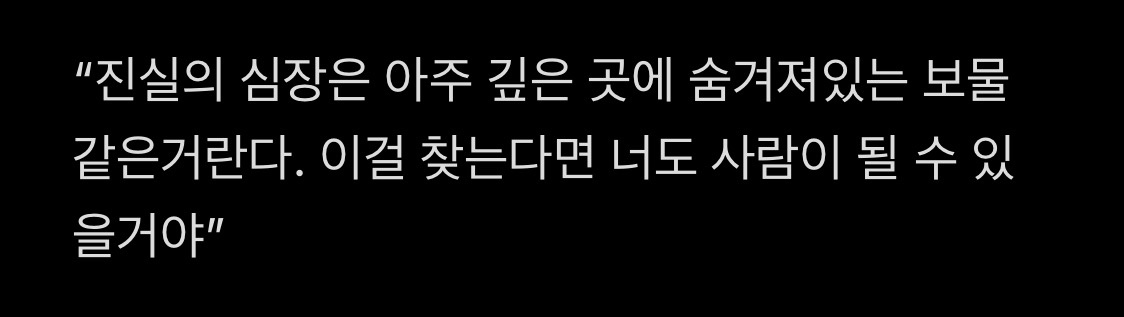 “진실의 심장은 아주 깊은 곳에 숨겨져있는 보물
같은거란다. 이걸 찾는다면 너도 사람이 될 수 있
을거야”